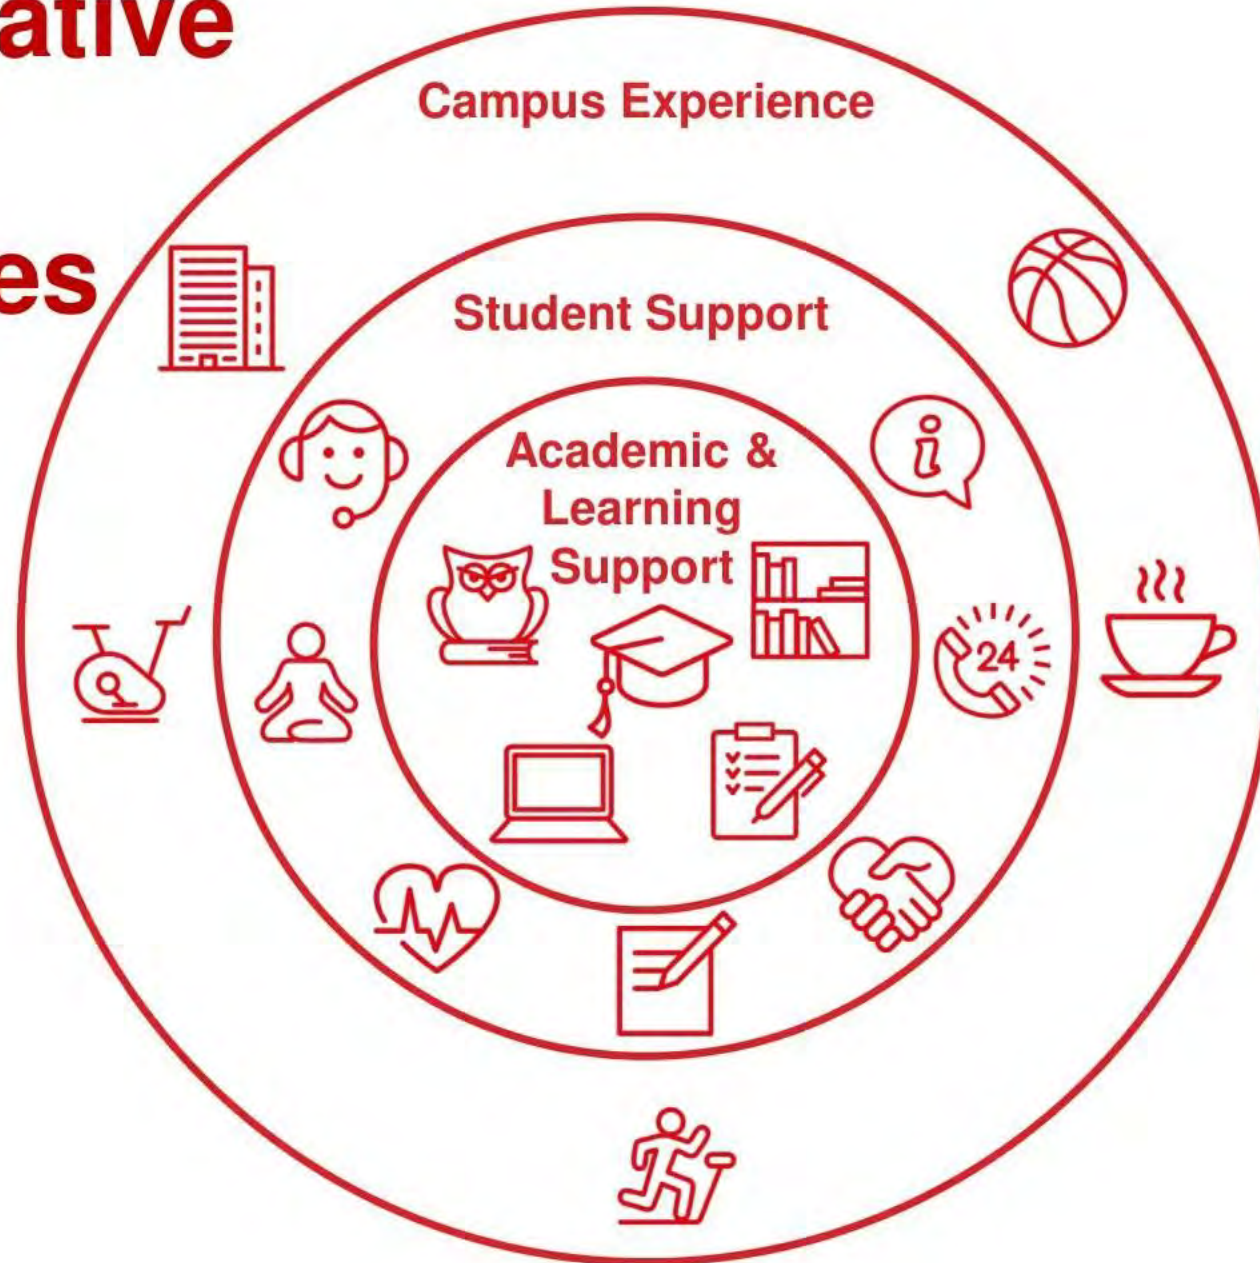 ative
es
Campus Experience
Student Support
Academic &
Learning
Support
i
24